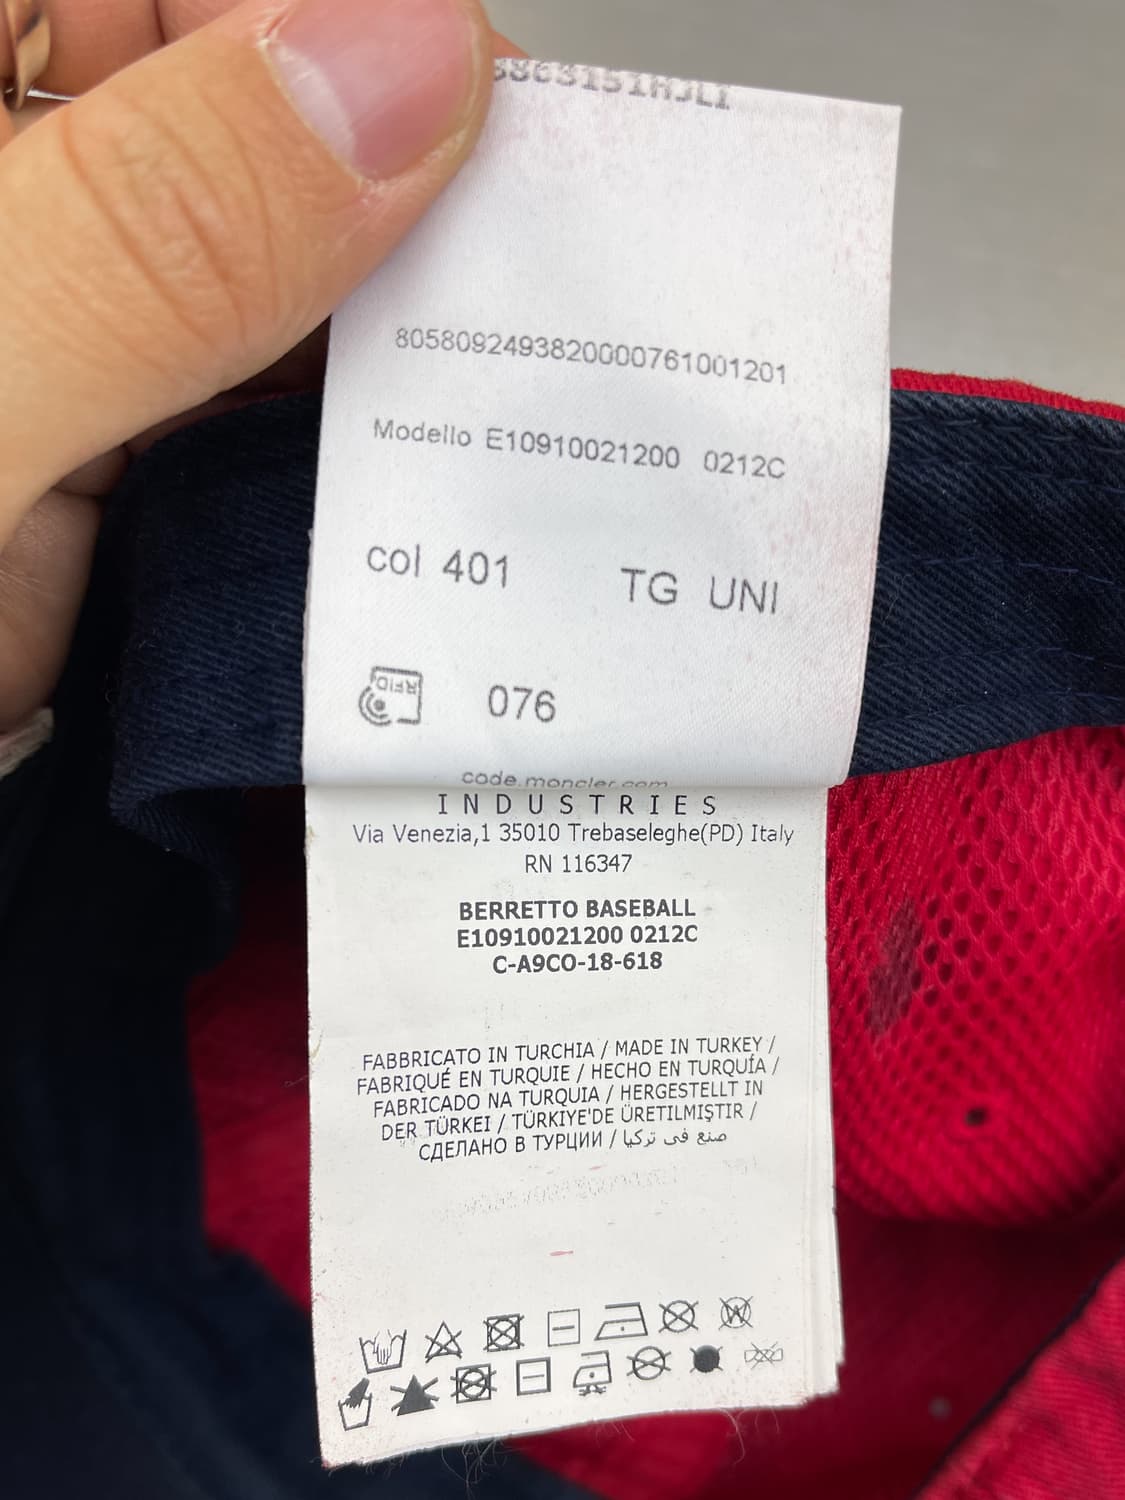 8058092493820000761001201
Modello E10910021200 0212C
col 401 TG UNI
RFID
076
code.moncler.com
INDUSTRIES
Via Venezia,1 35010 Trebaseleghe(PD) Italy
RN 116347
BERRETTO BASEBALL
E10910021200 0212C
C-A9CO-18-618
FABBRICATO IN TURCHIA / MADE IN TURKEY /
FABRIQUÉ EN TURQUIE / HECHO EN TURQUÍA /
FABRICADO NA TURQUIA / HERGESTELLT IN
DER TÜRKEI / TÜRKIYE'DE ÜRETILMIŞTIR /
СДЕЛАНО В ТУРЦИИ / صنع في تركيا
W